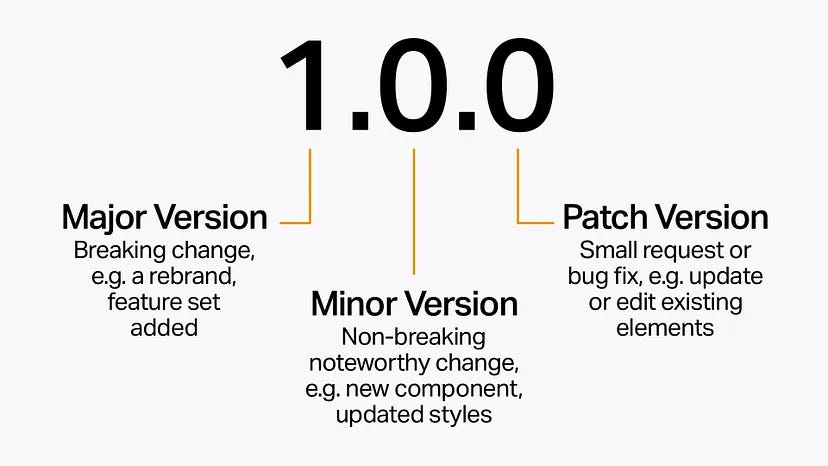 1.0.0
Major Version
Breaking change,
e.g. a rebrand,
feature set
added
Minor Version
Non-breaking
noteworthy change,
e.g. new component,
updated styles
Patch Version
Small request or
bug fix, e.g. update
or edit existing
elements